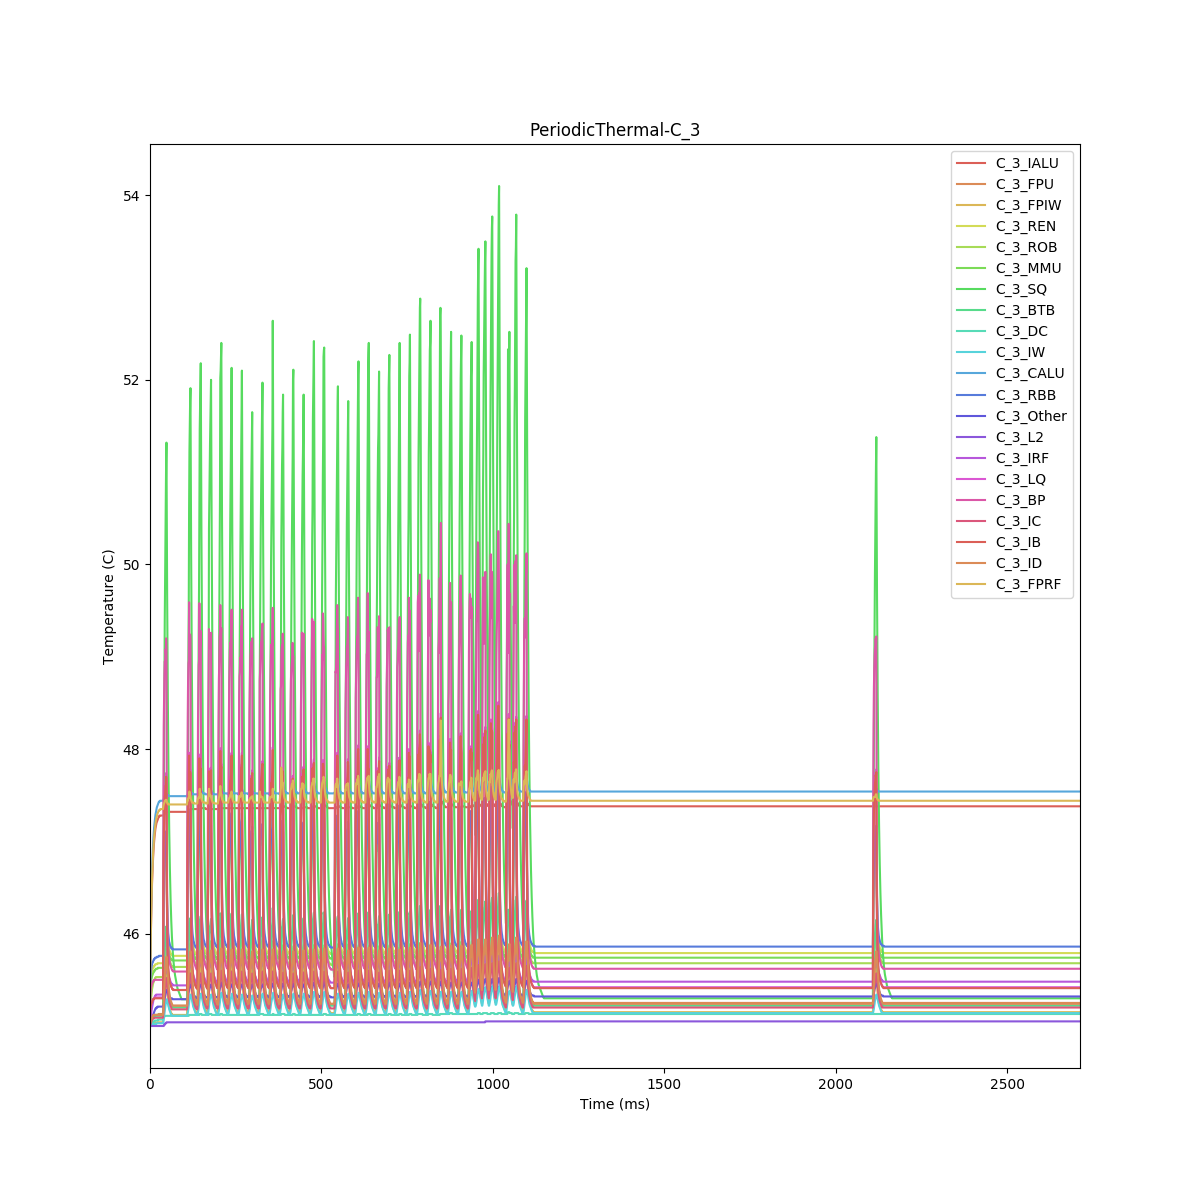 PeriodicThermal-C_3
C_3_IALU
C_3_FPU
C_3_FPIW
C_3_REN
C_3_ROB
C_3_MMU
C_3_SQ
C_3_BTB
C_3_DC
C_3_IW
C_3_CALU
C_3_RBB
C_3_Other
C_3_L2
C_3_IRF
C_3_LQ
C_3_BP
C_3_IC
C_3_IB
C_3_ID
C_3_FPRF
54
52
50
48
46
Temperature (C)
0 500 1000 1500 2000 2500
Time (ms)